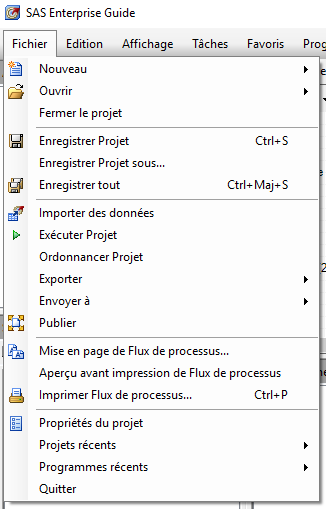 SAS Enterprise Guide
Fichier Edition Affichage Tâches Favoris Prog
Nouveau
Ouvrir
Fermer le projet
Enregistrer Projet Ctrl+S
Enregistrer Projet sous...
Enregistrer tout Ctrl+Maj+S
Importer des données
Exécuter Projet
Ordonnancer Projet
Exporter
Envoyer à
Publier
Mise en page de Flux de processus...
Aperçu avant impression de Flux de processus
Imprimer Flux de processus... Ctrl+P
Propriétés du projet
Projets récents
Programmes récents
Quitter